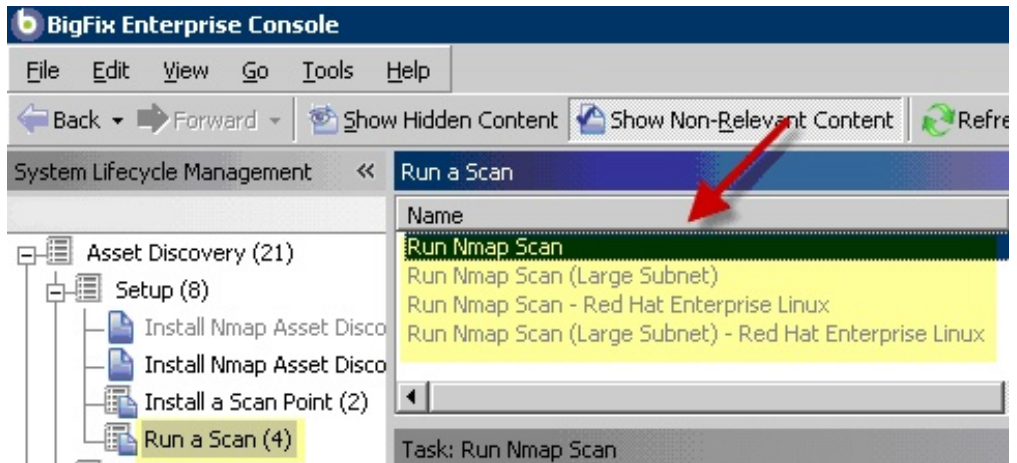 BigFix Enterprise Console
File Edit View Go Tools Help
Back Forward Show Hidden Content Show Non-Relevant Content Refre
System Lifecycle Management «
Asset Discovery (21)
Setup (8)
Install Nmap Asset Disco
Install Nmap Asset Disco
Install a Scan Point (2)
Run a Scan (4)
Run a Scan
Name
Run Nmap Scan
Run Nmap Scan (Large Subnet)
Run Nmap Scan - Red Hat Enterprise Linux
Run Nmap Scan (Large Subnet) - Red Hat Enterprise Linux
Task: Run Nmap Scan